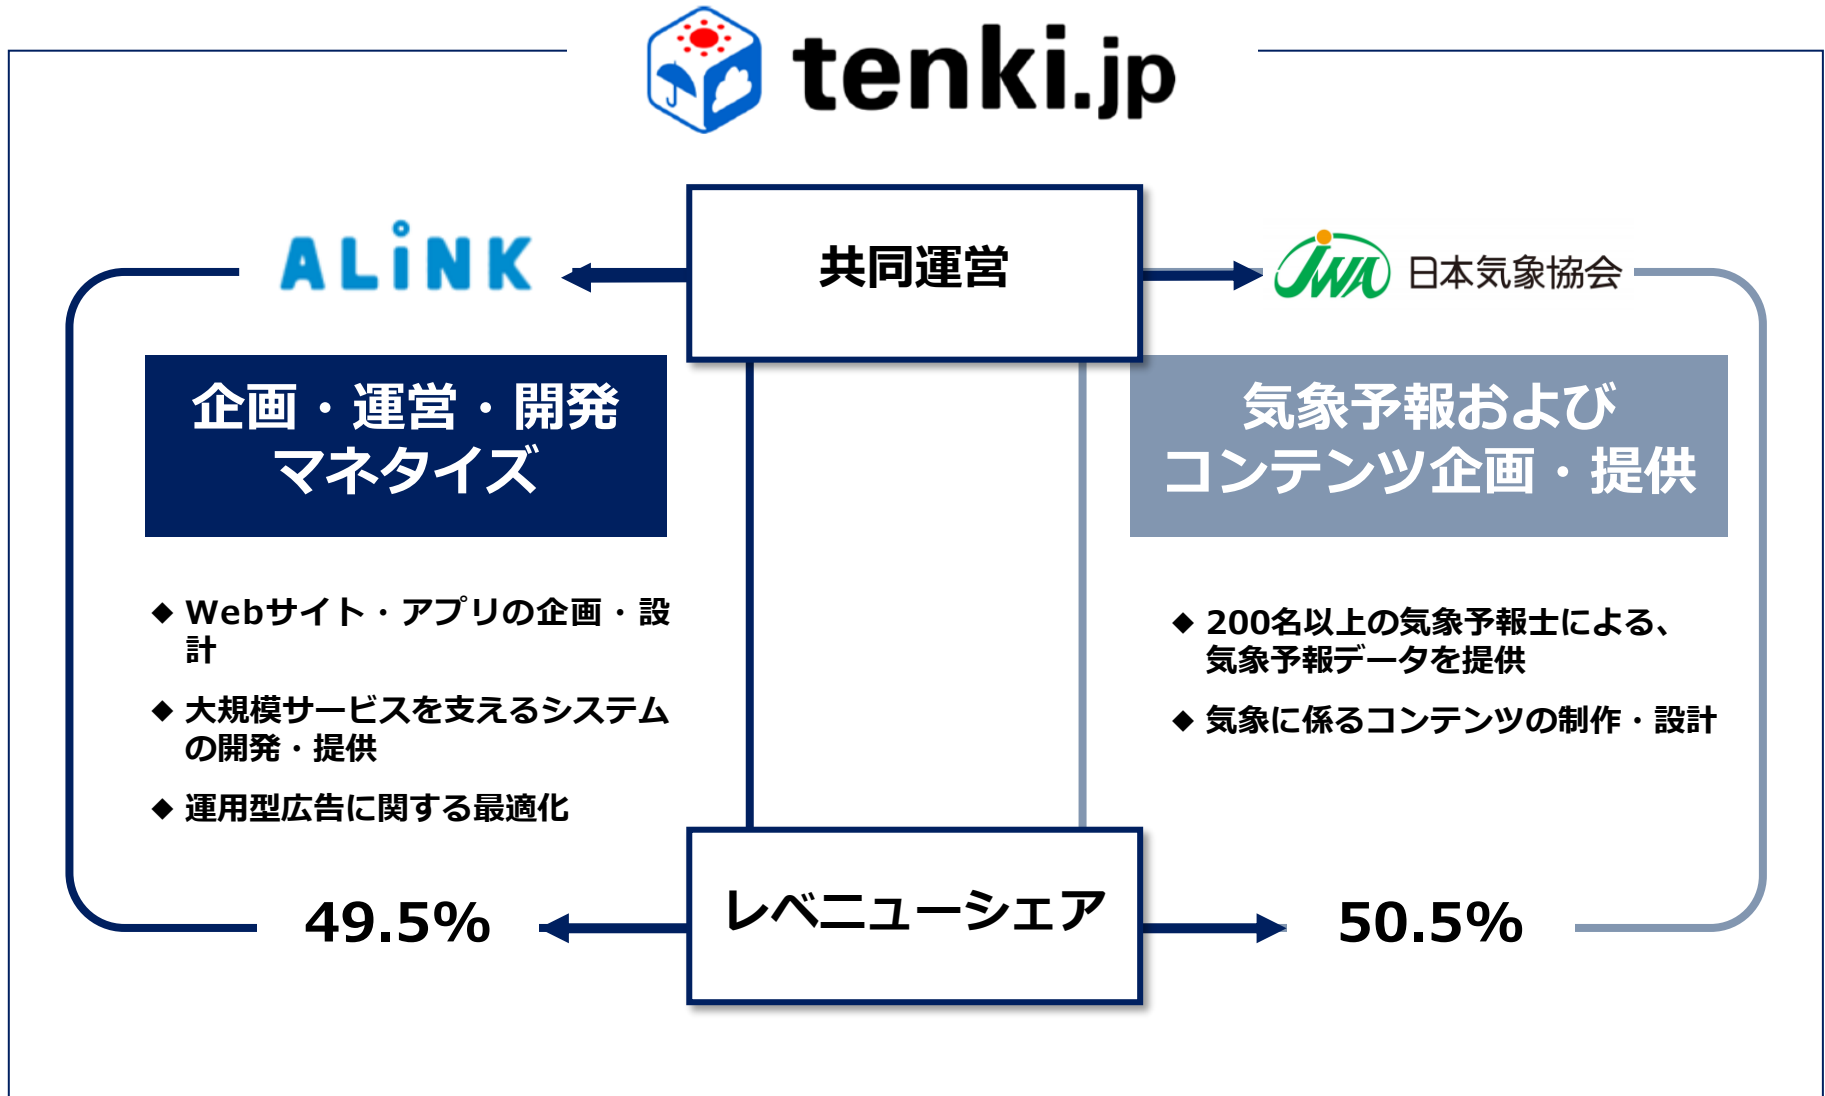 tenki.jp
共同運営
ALiNK
JWA 日本気象協会
企画・運営・開発
マネタイズ
◆ Webサイト・アプリの企画・設
計
◆ 大規模サービスを支えるシステム
の開発・提供
◆ 運用型広告に関する最適化
気象予報および
コンテンツ企画・提供
◆ 200名以上の気象予報士による、
気象予報データを提供
◆ 気象に係るコンテンツの制作・設計
レベニューシェア
49.5%
50.5%